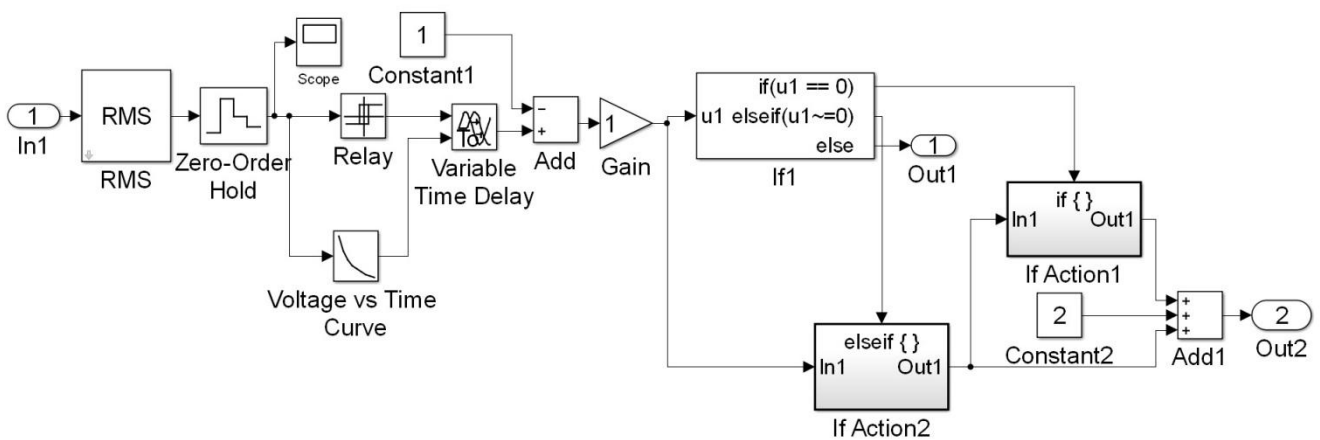 1
In1
RMS
RMS
Zero-Order
Hold
Scope
1
Constant1
Relay
Voltage vs Time
Curve
To
Variable
Time Delay
−
+
Add
1
Gain
if(u1 == 0)
u1 elseif(u1~=0)
else
If1
1
Out1
if { }
In1 Out1
If Action1
elseif { }
In1 Out1
If Action2
2
Constant2
+
+
+
Add1
2
Out2